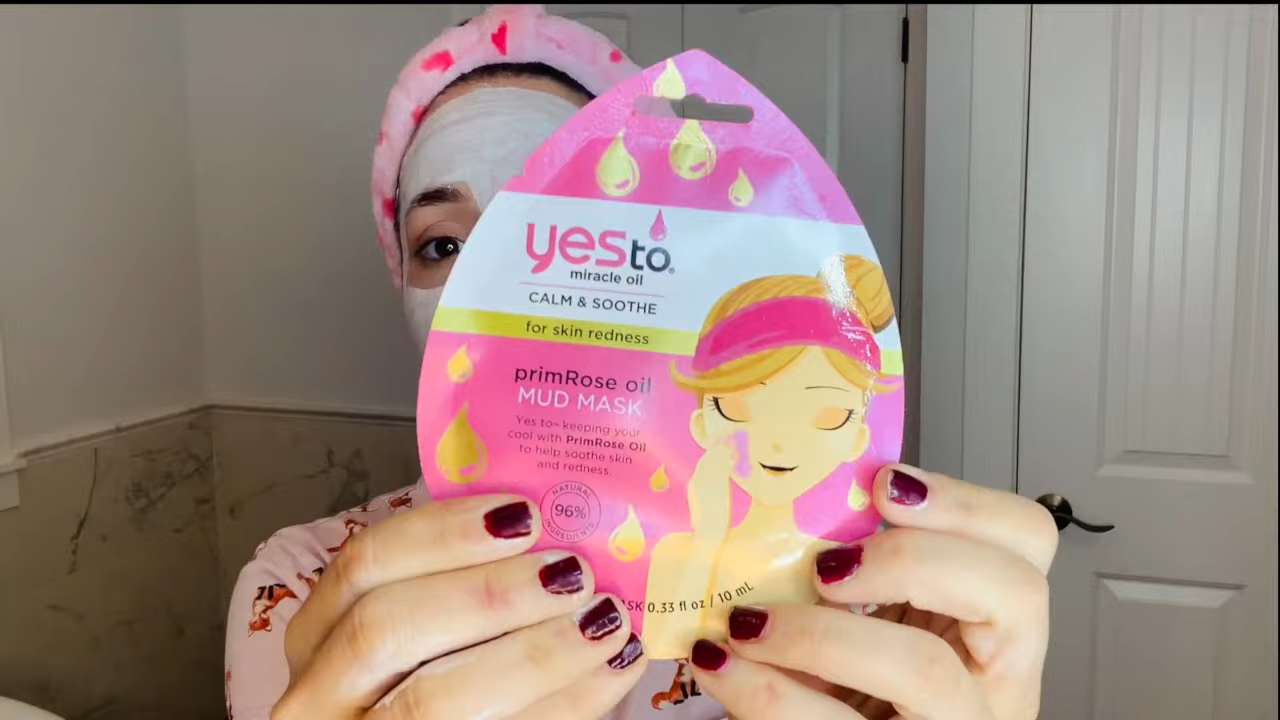 yes to®
miracle oil
CALM & SOOTHE
for skin redness
primRose oil
MUD MASK
Yes to™ keeping your
cool with PrimRose Oil
to help soothe skin
and redness.
NATURAL
96%
INGREDIENTS
0.33 fl oz / 10 mL